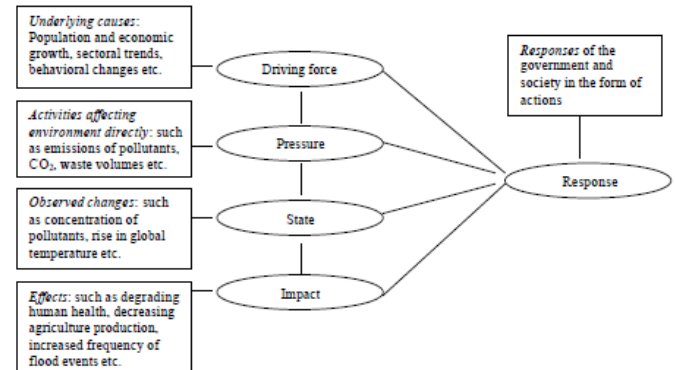 Underlying causes:
Population and economic
growth, sectoral trends,
behavioral changes etc.
Driving force
Activities affecting
environment directly: such
as emissions of pollutants,
CO₂, waste volumes etc.
Pressure
Observed changes: such
as concentration of
pollutants, rise in global
temperature etc.
State
Effects: such as degrading
human health, decreasing
agriculture production,
increased frequency of
flood events etc.
Impact
Responses of the
government and
society in the form of
actions
Response